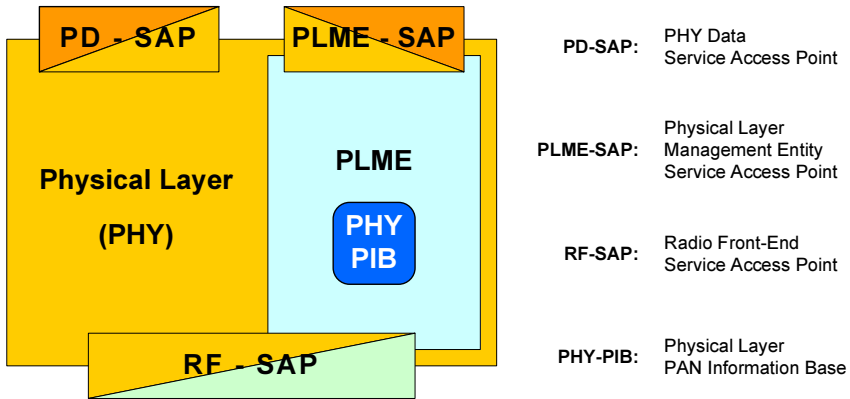 PD - SAP
PLME - SAP
Physical Layer
(PHY)
PLME
PHY
PIB
RF - SAP
PD-SAP:
PHY Data
Service Access Point
PLME-SAP:
Physical Layer
Management Entity
Service Access Point
RF-SAP:
Radio Front-End
Service Access Point
PHY-PIB:
Physical Layer
PAN Information Base